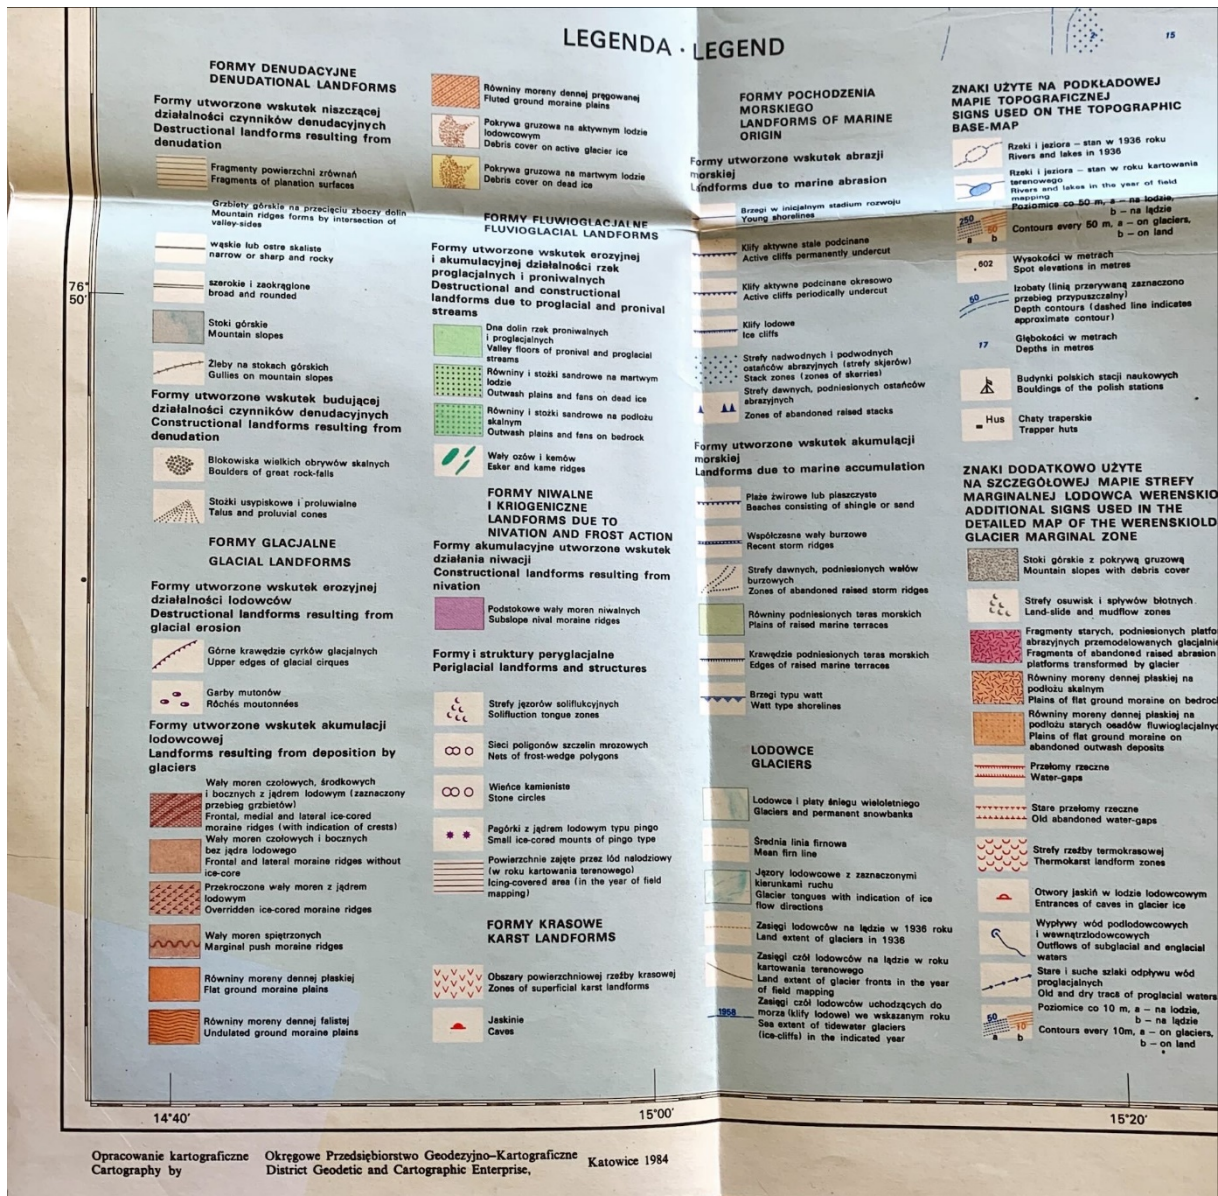 LEGENDA · LEGEND
FORMY DENUDACYJNE
DENUDATIONAL LANDFORMS
Formy utworzone wskutek niszczącej
działalności czynników denudacyjnych
Destructional landforms resulting from
denudation
Fragmenty powierzchni zrównań
Fragments of planation surfaces
Grzbiety górskie na przecięciu zboczy dolin
Mountain ridges forms by intersection of
valley-sides
wąskie lub ostre skaliste
narrow or sharp and rocky
szerokie i zaokrąglone
broad and rounded
Stoki górskie
Mountain slopes
Żleby na stokach górskich
Gullies on mountain slopes
Formy utworzone wskutek budującej
działalności czynników denudacyjnych
Constructional landforms resulting from
denudation
Blokowiska wielkich obrywów skalnych
Boulders of great rock-falls
Stożki usypiskowe i proluwialne
Talus and proluvial cones
FORMY GLACJALNE
GLACIAL LANDFORMS
Formy utworzone wskutek erozyjnej
działalności lodowców
Destructional landforms resulting from
glacial erosion
Górne krawędzie cyrków glacjalnych
Upper edges of glacial cirques
Garby mutonów
Rôchés moutonnées
Formy utworzone wskutek akumulacji
lodowcowej
Landforms resulting from deposition by
glaciers
Wały moren czołowych, środkowych
i bocznych z jądrem lodowym (zaznaczony
przebieg grzbietów)
Frontal, medial and lateral ice-cored
moraine ridges (with indication of crests)
Wały moren czołowych i bocznych
bez jądra lodowego
Frontal and lateral moraine ridges without
ice-core
Przekroczone wały moren z jądrem
lodowym
Overridden ice-cored moraine ridges
Wały moren spiętrzonych
Marginal push moraine ridges
Równiny moreny dennej płaskiej
Flat ground moraine plains
Równiny moreny dennej falistej
Undulated ground moraine plains
Równiny moreny dennej pręgowanej
Fluted ground moraine plains
Pokrywa gruzowa na aktywnym lodzie
lodowcowym
Debris cover on active glacier ice
Pokrywa gruzowa na martwym lodzie
Debris cover on dead ice
FORMY FLUWIOGLACJALNE
FLUVIOGLACIAL LANDFORMS
Formy utworzone wskutek erozyjnej
i akumulacyjnej działalności rzek
proglacjalnych i proniwalnych
Destructional and constructional
landforms due to proglacial and pronival
streams
Dna dolin rzek proniwalnych
i proglacjalnych
Valley floors of pronival and proglacial
streams
Równiny i stożki sandrowe na martwym
lodzie
Outwash plains and fans on dead ice
Równiny i stożki sandrowe na podłożu
skalnym
Outwash plains and fans on bedrock
Wały ozów i kemów
Esker and kame ridges
FORMY NIWALNE
I KRIOGENICZNE
LANDFORMS DUE TO
NIVATION AND FROST ACTION
Formy akumulacyjne utworzone wskutek
działania niwacji
Constructional landforms resulting from
nivation
Podstokowe wały moren niwalnych
Subslope nival moraine ridges
Formy i struktury peryglacjalne
Periglacial landforms and structures
Strefy jęzorów soliflukcyjnych
Solifluction tongue zones
Sieci poligonów szczelin mrozowych
Nets of frost-wedge polygons
Wieńce kamieniste
Stone circles
Pagórki z jądrem lodowym typu pingo
Small ice-cored mounts of pingo type
Powierzchnie zajęte przez lód nalodziowy
(w roku kartowania terenowego)
Icing-covered area (in the year of field
mapping)
FORMY KRASOWE
KARST LANDFORMS
Obszary powierzchniowej rzeźby krasowej
Zones of superficial karst landforms
Jaskinie
Caves
FORMY POCHODZENIA
MORSKIEGO
LANDFORMS OF MARINE
ORIGIN
Formy utworzone wskutek abrazji
morskiej
Landforms due to marine abrasion
Brzegi w inicjalnym stadium rozwoju
Young shorelines
Klify aktywne stale podcinane
Active cliffs permanently undercut
Klify aktywne podcinane okresowo
Active cliffs periodically undercut
Klify lodowe
Ice cliffs
Strefy nadwodnych i podwodnych
ostańców abrazyjnych (strefy skjerów)
Stack zones (zones of skerries)
Strefy dawnych, podniesionych ostańców
abrazyjnych
Zones of abandoned raised stacks
Formy utworzone wskutek akumulacji
morskiej
Landforms due to marine accumulation
Plaże żwirowe lub piaszczyste
Beaches consisting of shingle or sand
Współczesne wały burzowe
Recent storm ridges
Strefy dawnych, podniesionych wałów
burzowych
Zones of abandoned raised storm ridges
Równiny podniesionych teras morskich
Plains of raised marine terraces
Krawędzie podniesionych teras morskich
Edges of raised marine terraces
Brzegi typu watt
Watt type shorelines
LODOWCE
GLACIERS
Lodowce i płaty śniegu wieloletniego
Glaciers and permanent snowbanks
Średnia linia firnowa
Mean firn line
Jęzory lodowcowe z zaznaczonymi
kierunkami ruchu
Glacier tongues with indication of ice
flow directions
Zasięgi lodowców na lądzie w 1936 roku
Land extent of glaciers in 1936
Zasięgi czół lodowców na lądzie w roku
kartowania terenowego
Land extent of glacier fronts in the year
of field mapping
1958
Zasięgi czół lodowców uchodzących do
morza (klify lodowe) we wskazanym roku
Sea extent of tidewater glaciers
(ice-cliffs) in the indicated year
15
ZNAKI UŻYTE NA PODKŁADOWEJ
MAPIE TOPOGRAFICZNEJ
SIGNS USED ON THE TOPOGRAPHIC
BASE-MAP
Rzeki i jeziora – stan w 1936 roku
Rivers and lakes in 1936
Rzeki i jeziora – stan w roku kartowania
terenowego
Rivers and lakes in the year of field
mapping
250 50
a b
Poziomice co 50 m, a – na lodzie,
b – na lądzie
Contours every 50 m, a – on glaciers,
b – on land
.602
Wysokości w metrach
Spot elevations in metres
50
Izobaty (linią przerywaną zaznaczono
przebieg przypuszczalny)
Depth contours (dashed line indicates
approximate contour)
17
Głębokości w metrach
Depths in metres
Budynki polskich stacji naukowych
Bouldings of the polish stations
Hus
Chaty traperskie
Trapper huts
ZNAKI DODATKOWO UŻYTE
NA SZCZEGÓŁOWEJ MAPIE STREFY
MARGINALNEJ LODOWCA WERENSKIO
ADDITIONAL SIGNS USED IN THE
DETAILED MAP OF THE WERENSKIOLD
GLACIER MARGINAL ZONE
Stoki górskie z pokrywą gruzową
Mountain slopes with debris cover
Strefy osuwisk i spływów błotnych
Land-slide and mudflow zones
Fragmenty starych, podniesionych platfo
abrazyjnych przemodelowanych glacjalnie
Fragments of abandoned raised abrasion
platforms transformed by glacier
Równiny moreny dennej płaskiej na
podłożu skalnym
Plains of flat ground moraine on bedroc
Równiny moreny dennej płaskiej na
podłożu starych osadów fluwioglacjalnyc
Plains of flat ground moraine on
abandoned outwash deposits
Przełomy rzeczne
Water-gaps
Stare przełomy rzeczne
Old abandoned water-gaps
Strefy rzeźby termokrasowej
Thermokarst landform zones
Otwory jaskiń w lodzie lodowcowym
Entrances of caves in glacier ice
Wypływy wód podlodowcowych
i wewnątrzlodowcowych
Outflows of subglacial and englacial
waters
Stare i suche szlaki odpływu wód
proglacjalnych
Old and dry tracts of proglacial waters
50 10
a b
Poziomice co 10 m, a – na lodzie,
b – na lądzie
Contours every 10m, a – on glaciers,
b – on land
76°
50'
14°40'
15°00'
15°20'
Opracowanie kartograficzne Okręgowe Przedsiębiorstwo Geodezyjno–Kartograficzne
Cartography by District Geodetic and Cartographic Enterprise, Katowice 1984